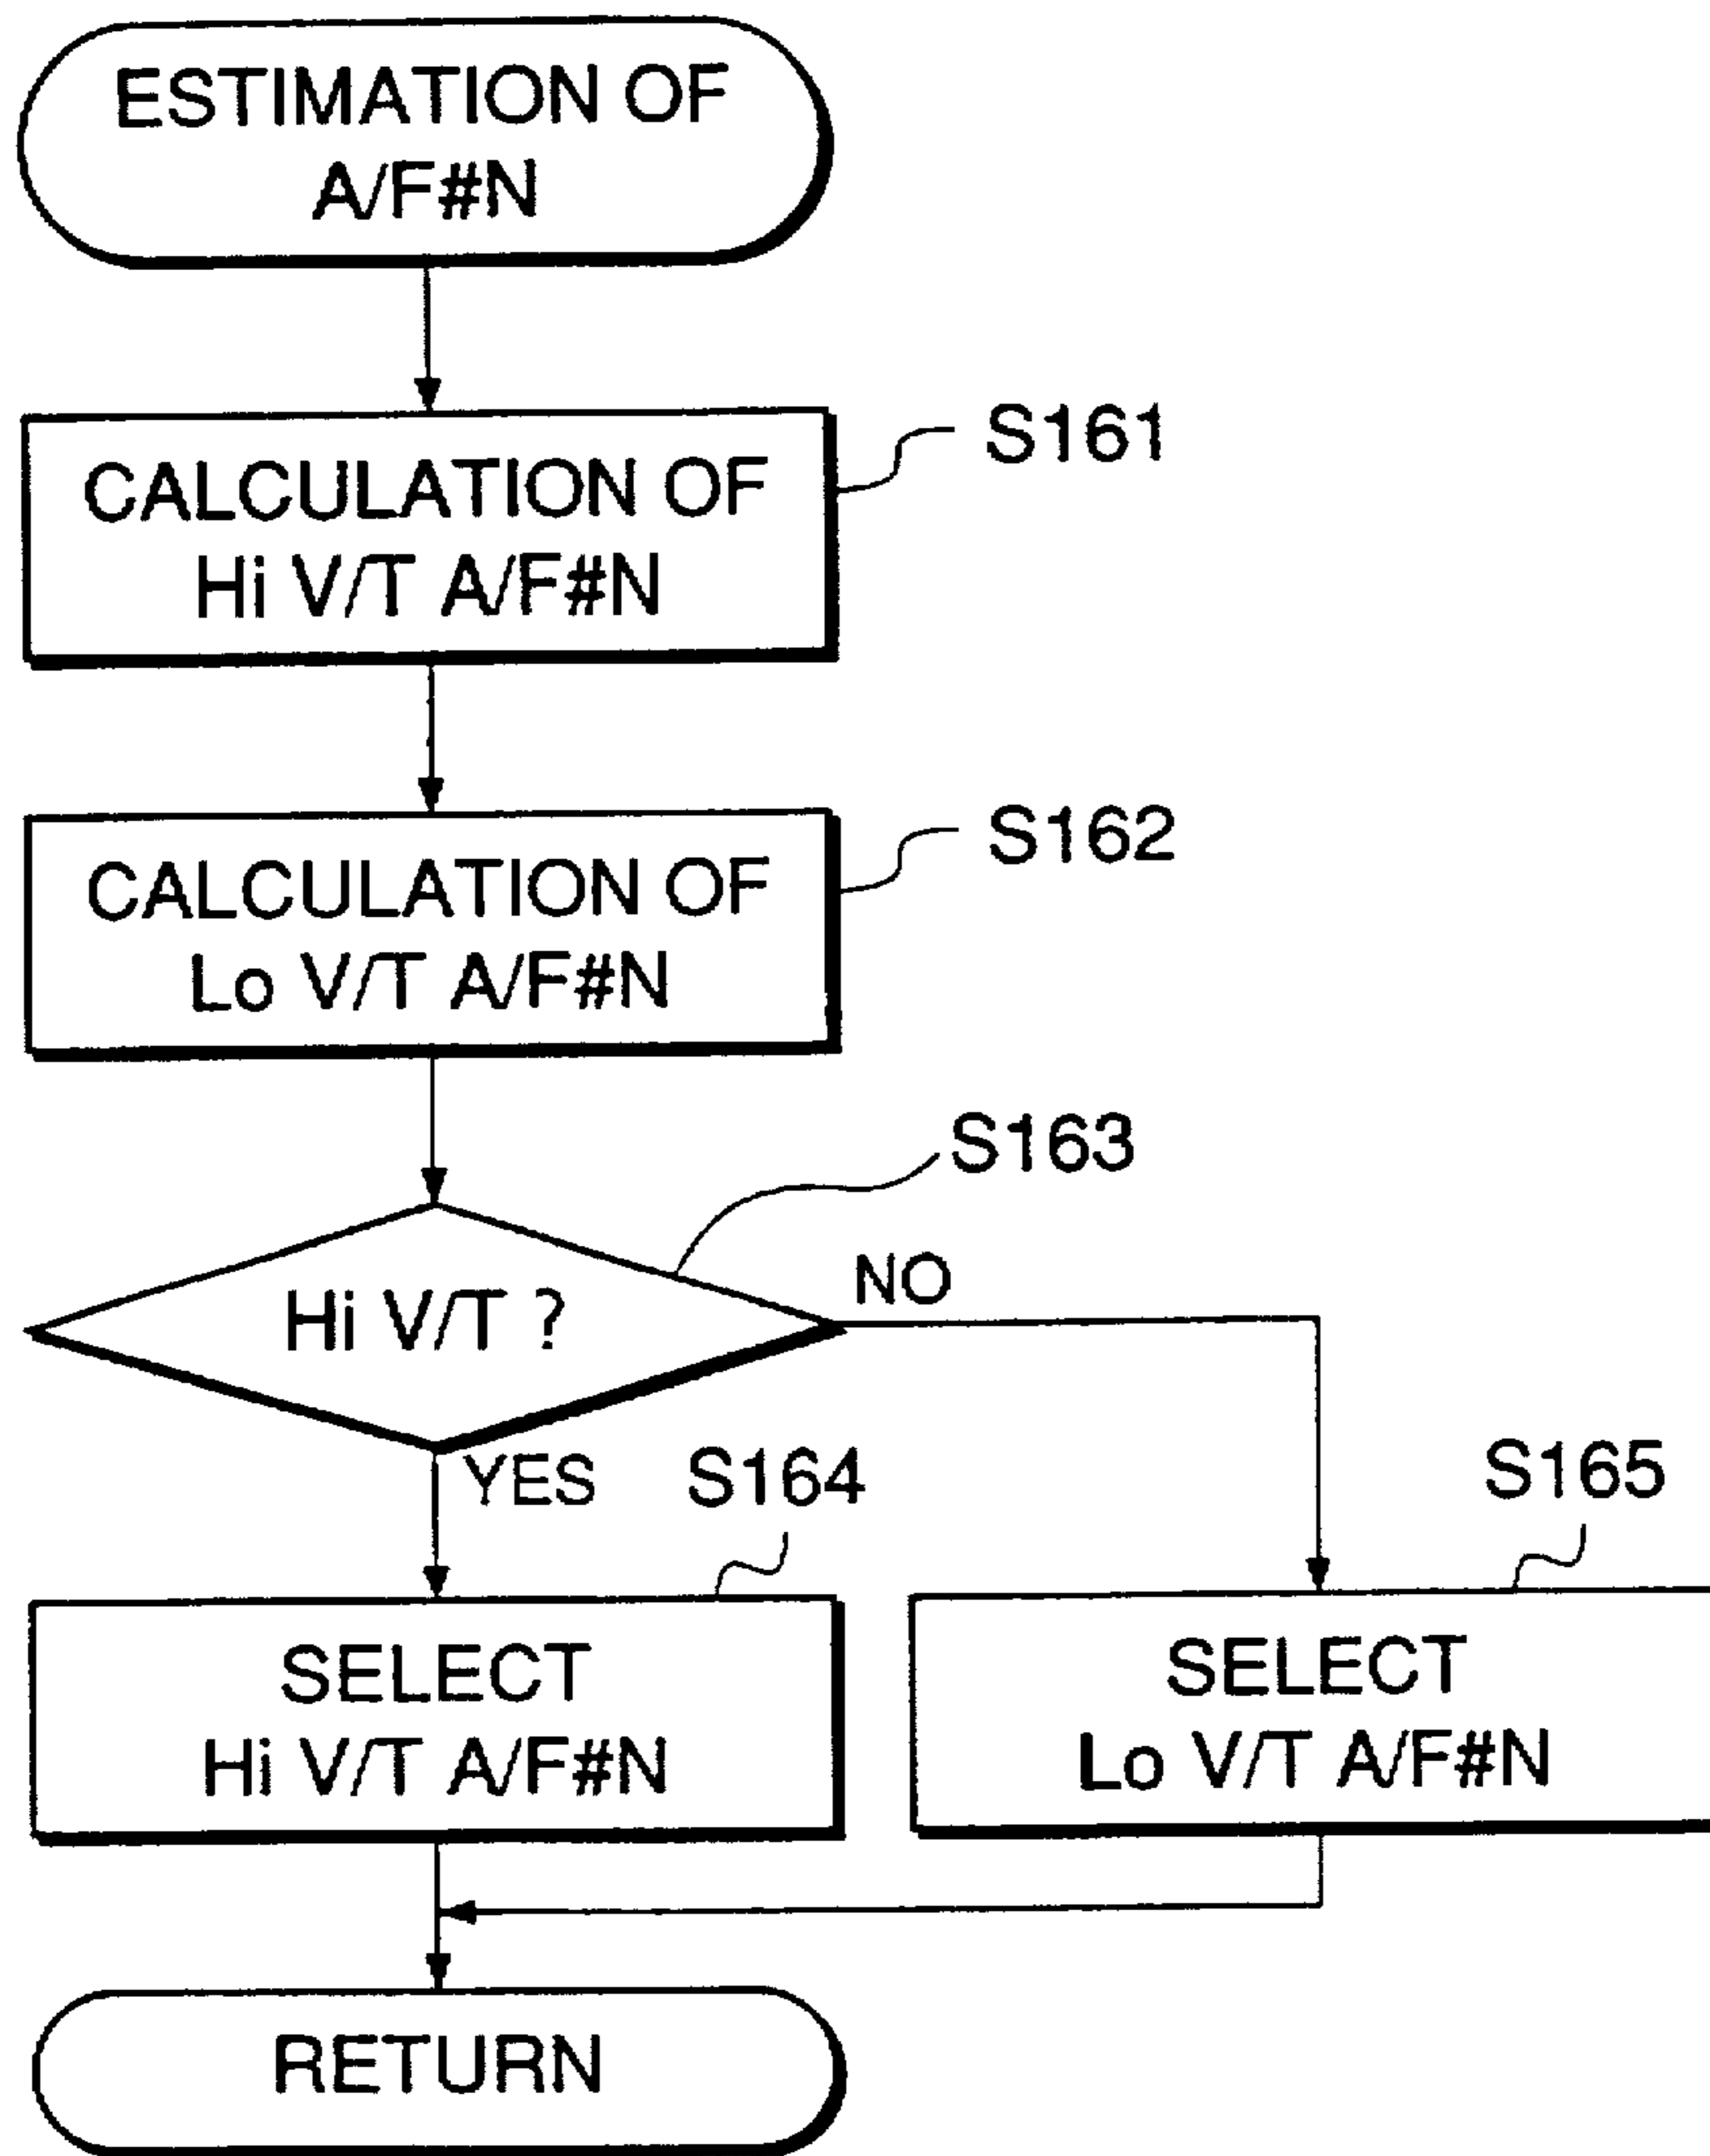 ESTIMATION OF
A/F#N
S161
CALCULATION OF
Hi V/T A/F#N
S162
CALCULATION OF
Lo V/T A/F#N
S163
Hi V/T ?
NO
YES
S164
S165
SELECT
Hi V/T A/F#N
SELECT
Lo V/T A/F#N
RETURN